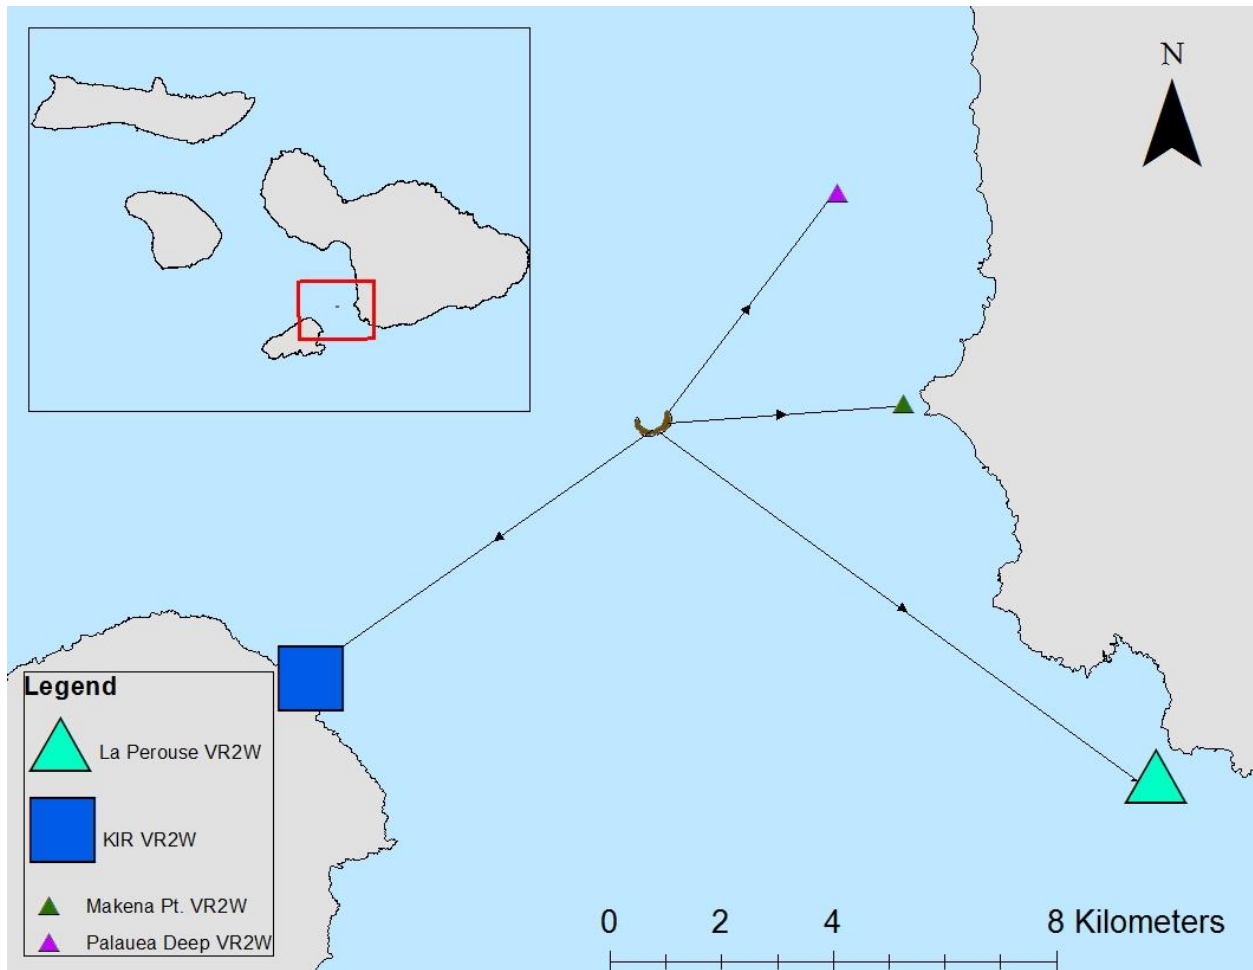 N
Legend
La Perouse VR2W
KIR VR2W
Makena Pt. VR2W
Palauea Deep VR2W
0 2 4 8 Kilometers